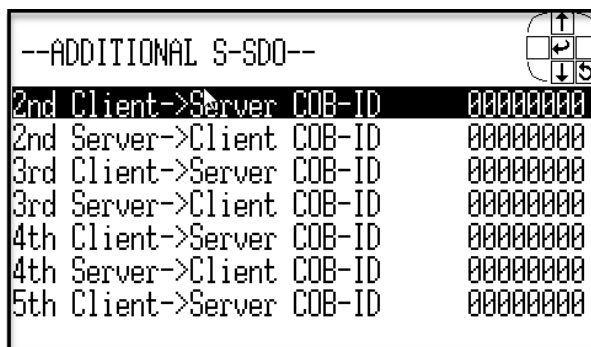 --ADDITIONAL S-SDO--
2nd Client->Server COB-ID 00000000
2nd Server->Client COB-ID 00000000
3rd Client->Server COB-ID 00000000
3rd Server->Client COB-ID 00000000
4th Client->Server COB-ID 00000000
4th Server->Client COB-ID 00000000
5th Client->Server COB-ID 00000000